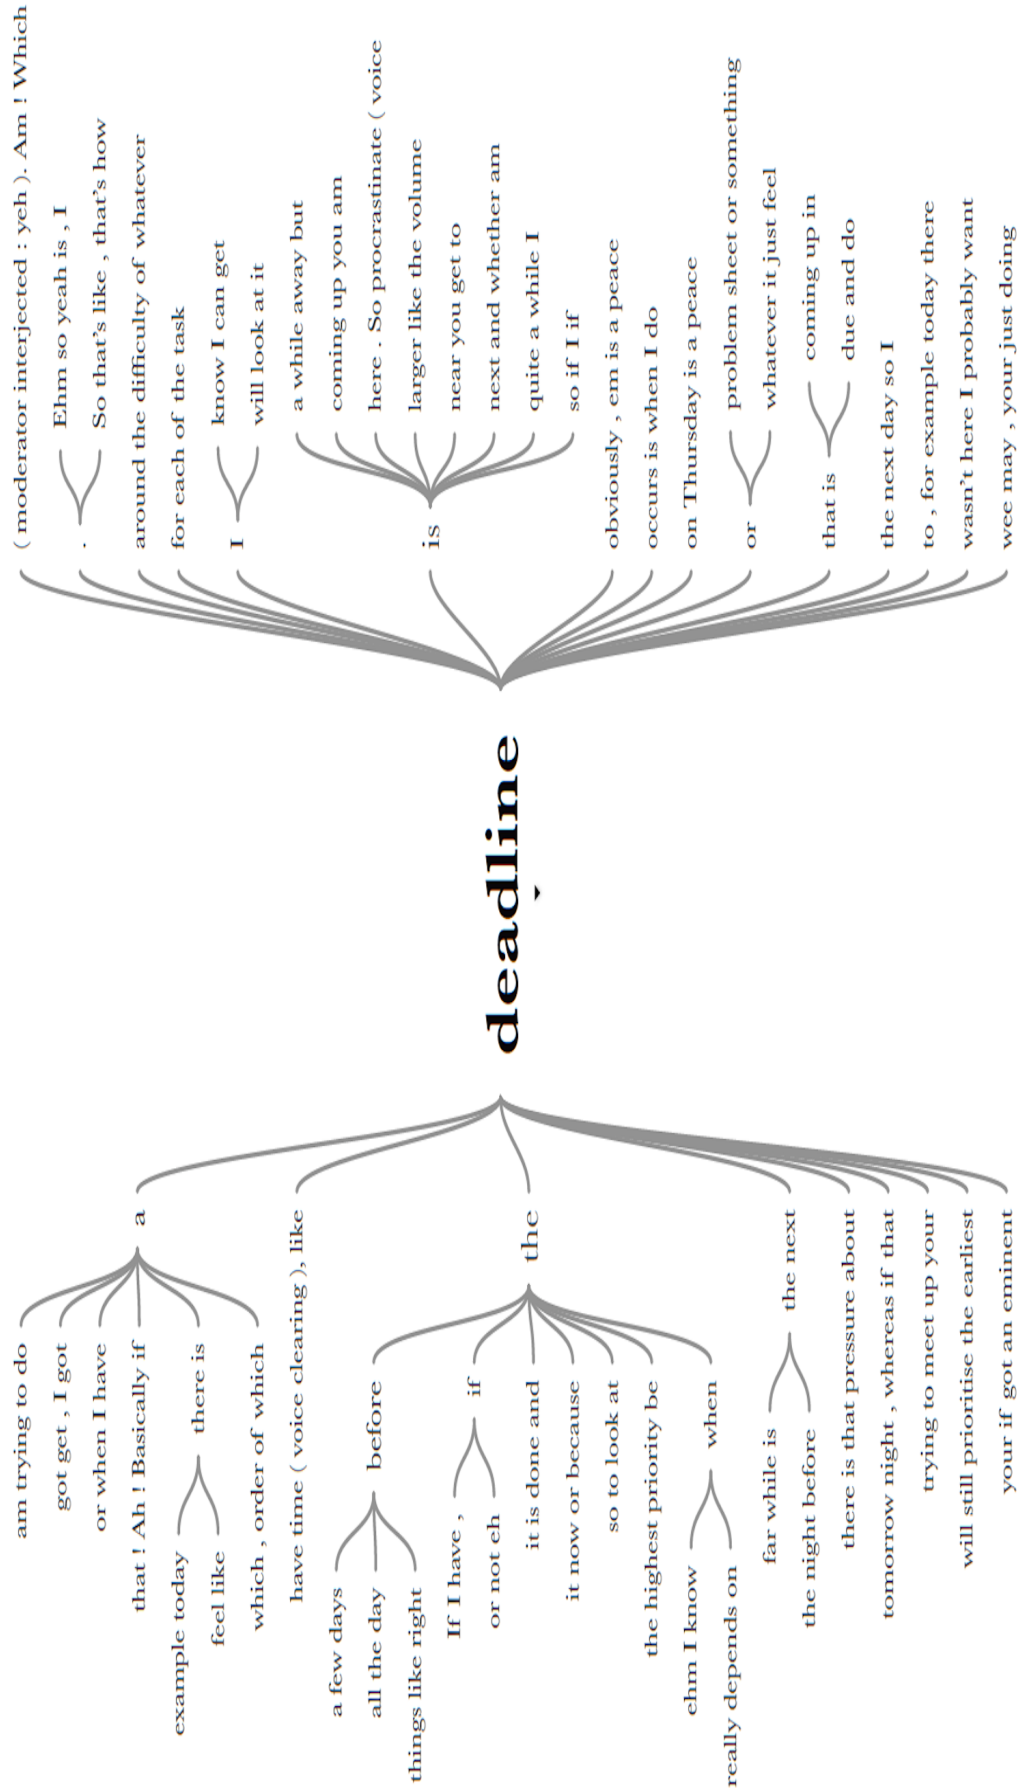 am trying to do
got get , I got
or when I have
that ! Ah ! Basically if
example today
feel like
there is
which , order of which
a
have time ( voice clearing ), like
a few days
all the day
things like right
before
If I have ,
or not eh
if
it is done and
it now or because
so to look at
the highest priority be
ehm I know
really depends on
when
the
far while is
the night before
the next
there is that pressure about
tomorrow night , whereas if that
trying to meet up your
will still prioritise the earliest
your if got an eminent
deadline
( moderator interjected : yeh ). Am ! Which
.
Ehm so yeah is , I
So that's like , that's how
around the difficulty of whatever
for each of the task
I
know I can get
will look at it
is
a while away but
coming up you am
here . So procrastinate ( voice
larger like the volume
near you get to
next and whether am
quite a while I
so if I if
obviously , em is a peace
occurs is when I do
on Thursday is a peace
or
problem sheet or something
whatever it just feel
that is
coming up in
due and do
the next day so I
to , for example today there
wasn't here I probably want
wee may , your just doing